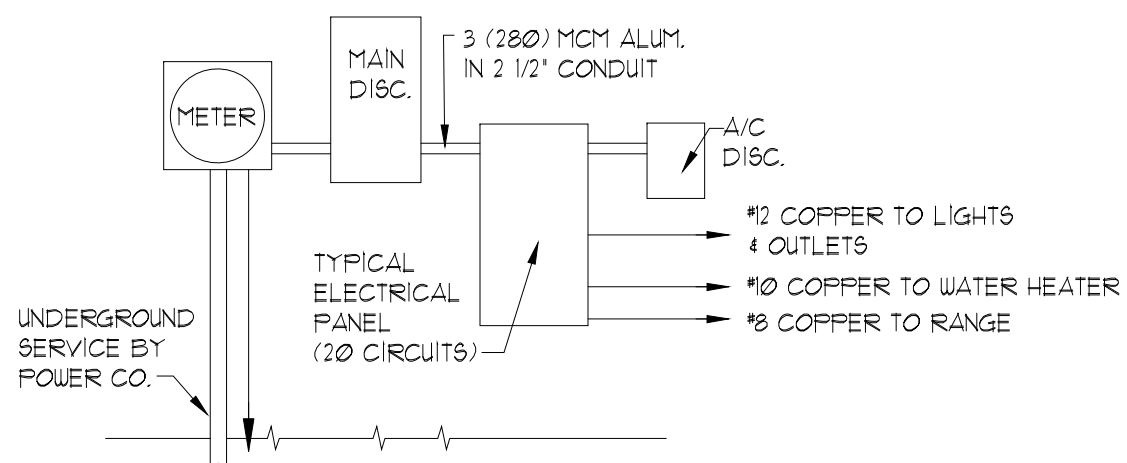 METER
MAIN
DISC.
3 (280) MCM ALUM.
IN 2 1/2" CONDUIT
A/C
DISC.
#12 COPPER TO LIGHTS
& OUTLETS
#10 COPPER TO WATER HEATER
#8 COPPER TO RANGE
TYPICAL
ELECTRICAL
PANEL
(20 CIRCUITS)
UNDERGROUND
SERVICE BY
POWER CO.